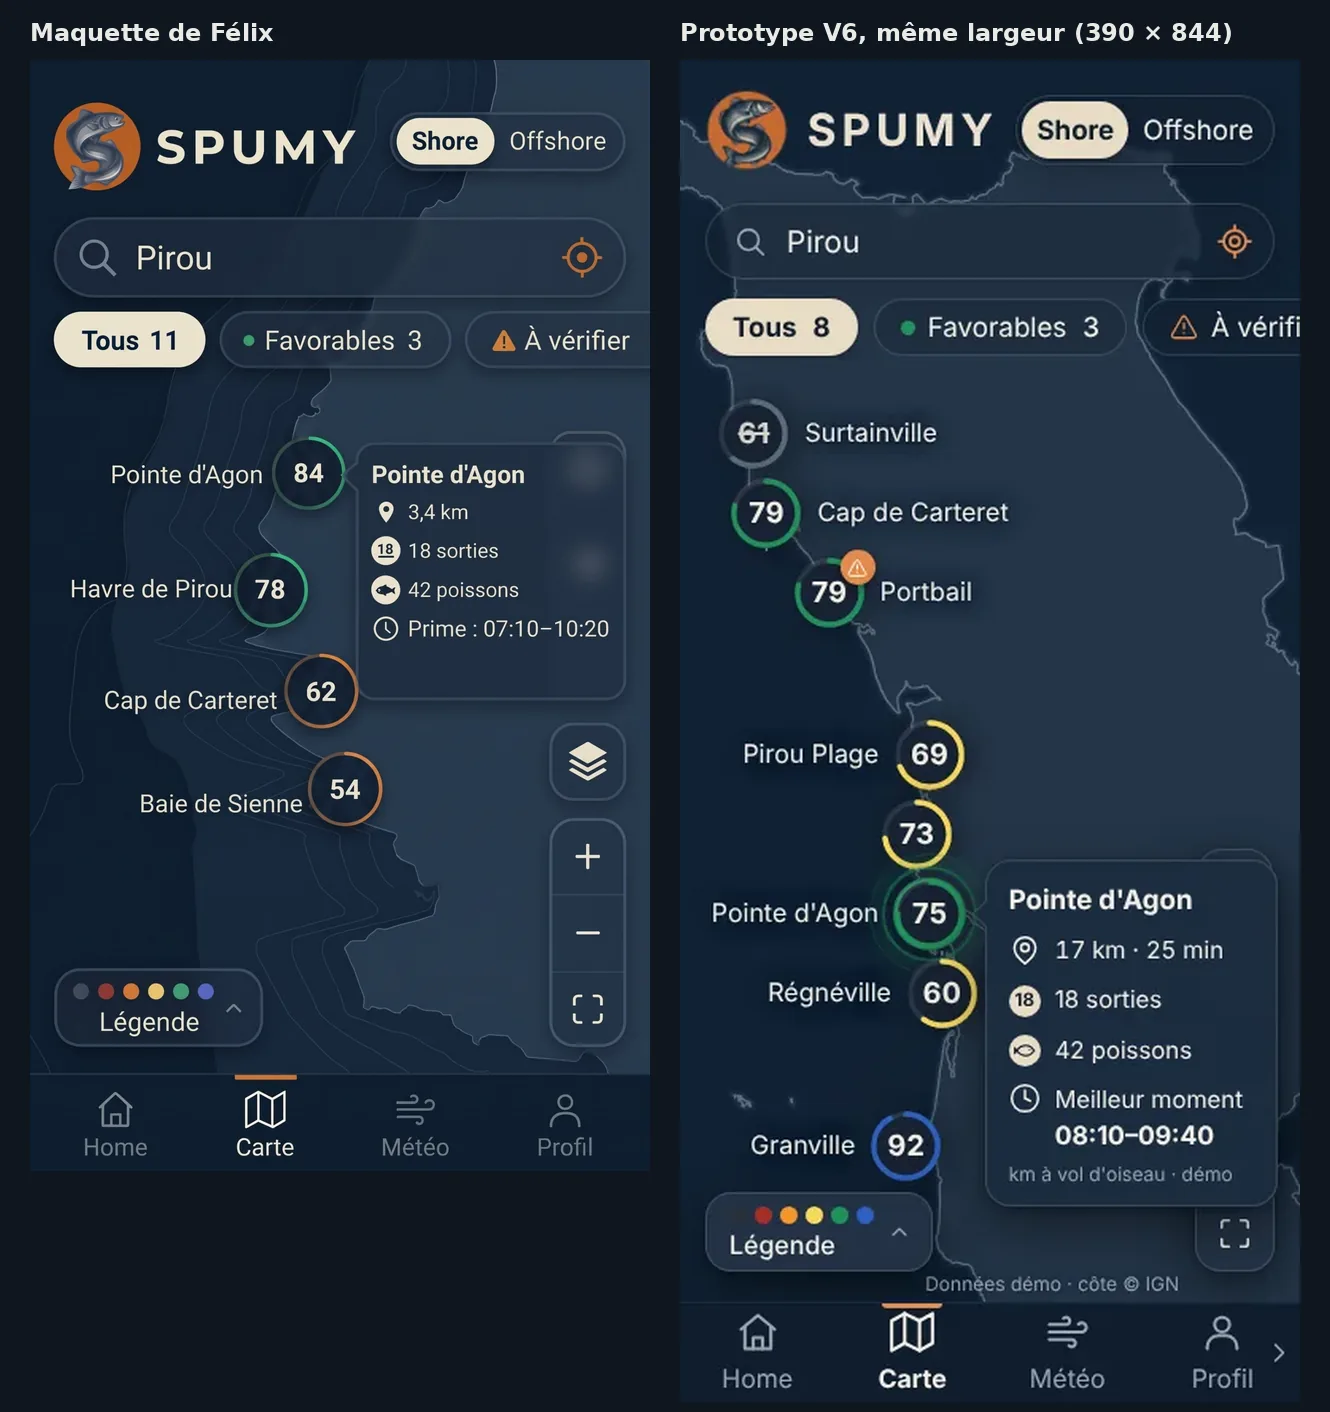 Maquette de Félix
SPUMY
Shore Offshore
Pirou
Tous 11
Favorables 3
À vérifier
Pointe d'Agon
84
Pointe d'Agon
3,4 km
18 18 sorties
42 poissons
Prime : 07:10–10:20
Havre de Pirou
78
Cap de Carteret
62
Baie de Sienne
54
Légende
Home
Carte
Météo
Profil
Prototype V6, même largeur (390 × 844)
SPUMY
Shore Offshore
Pirou
Tous 8
Favorables 3
À vérifi
61 Surtainville
79 Cap de Carteret
79 Portbail
Pirou Plage 69
73
Pointe d'Agon 75
Pointe d'Agon
17 km · 25 min
18 18 sorties
42 poissons
Meilleur moment
08:10–09:40
km à vol d'oiseau · démo
Régnéville 60
Granville 92
Légende
Données démo · côte © IGN
Home
Carte
Météo
Profil